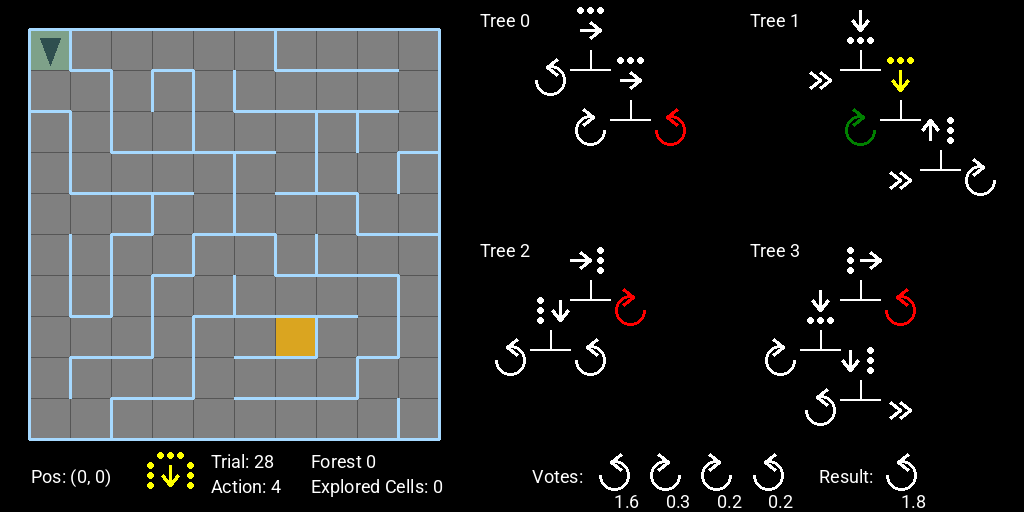 Tree 0
Tree 1
Tree 2
Tree 3
Pos: (0, 0)
Trial: 28
Forest 0
Action: 4
Explored Cells: 0
Votes:
1.6
0.3
0.2
0.2
Result:
1.8